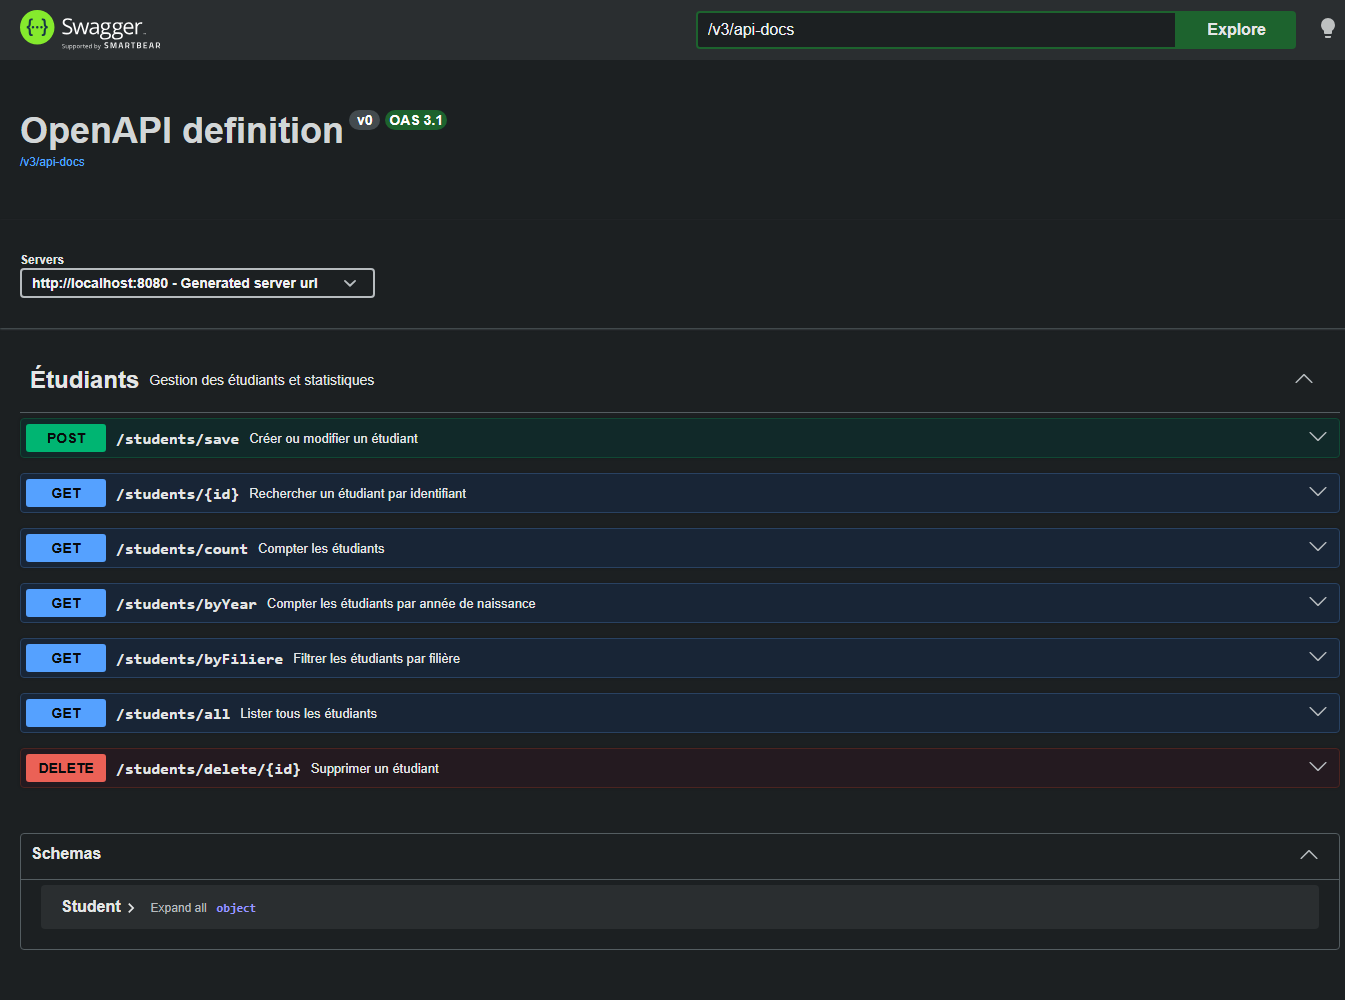 Swagger.
Supported by SMARTBEAR
/v3/api-docs
Explore
OpenAPI definition v0 OAS 3.1
/v3/api-docs
Servers
http://localhost:8080 - Generated server url
Étudiants Gestion des étudiants et statistiques
POST /students/save Créer ou modifier un étudiant
GET /students/{id} Rechercher un étudiant par identifiant
GET /students/count Compter les étudiants
GET /students/byYear Compter les étudiants par année de naissance
GET /students/byFiliere Filtrer les étudiants par filière
GET /students/all Lister tous les étudiants
DELETE /students/delete/{id} Supprimer un étudiant
Schemas
Student Expand all object